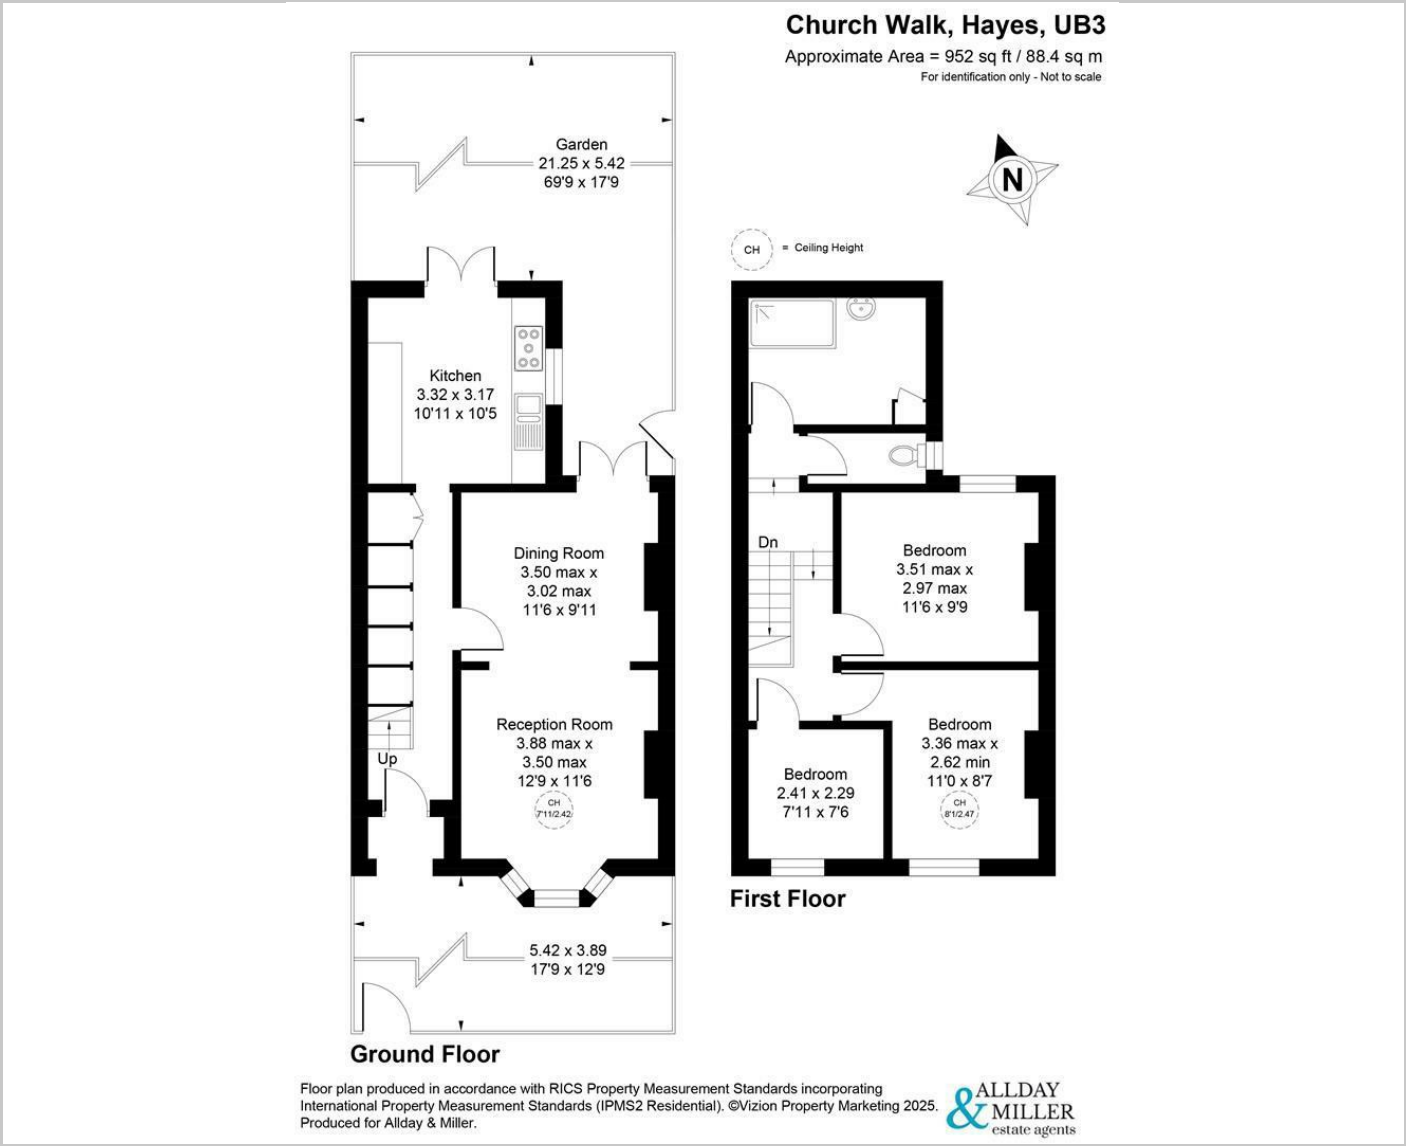 Church Walk, Hayes, UB3
Approximate Area = 952 sq ft / 88.4 sq m
For identification only - Not to scale
Garden
21.25 x 5.42
69'9 x 17'9
N
CH = Ceiling Height
Kitchen
3.32 x 3.17
10'11 x 10'5
Dining Room
3.50 max x
3.02 max
11'6 x 9'11
Reception Room
3.88 max x
3.50 max
12'9 x 11'6
CH
7'11/2.42
Up
5.42 x 3.89
17'9 x 12'9
Ground Floor
Dn
Bedroom
3.51 max x
2.97 max
11'6 x 9'9
Bedroom
3.36 max x
2.62 min
11'0 x 8'7
CH
8'1/2.47
Bedroom
2.41 x 2.29
7'11 x 7'6
First Floor
Floor plan produced in accordance with RICS Property Measurement Standards incorporating
International Property Measurement Standards (IPMS2 Residential). ©Vizion Property Marketing 2025.
Produced for Allday & Miller.
ALLDAY
& MILLER
estate agents